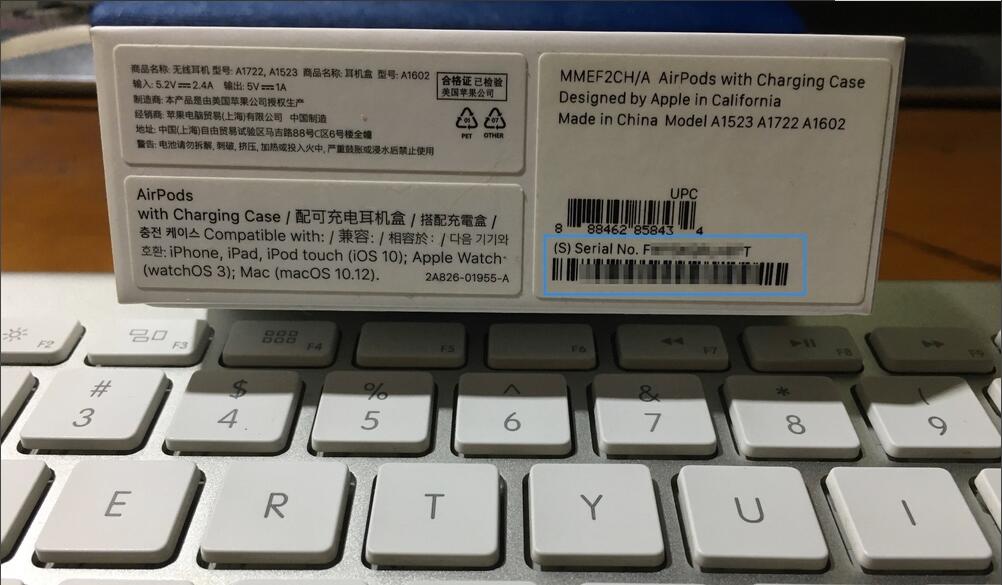 商品名称: 无线耳机 型号: A1722, A1523 商品名称: 耳机盒 型号: A1602
输入: 5.2V⎓2.4A 输出: 5V⎓1A
制造商: 本产品是由美国苹果公司授权生产
经销商: 苹果电脑贸易(上海)有限公司 中国制造
地址: 中国(上海)自由贸易试验区马吉路88号C区6号楼全幢
警告: 电池请勿拆解, 刺破, 挤压, 加热或投入火中, 严重鼓胀或浸水后禁止使用
合格证 已检验
美国苹果公司
01
PET
07
OTHER
AirPods
with Charging Case / 配可充电耳机盒 / 搭配充電盒 /
충전 케이스 Compatible with: / 兼容: / 相容於: / 다음 기기와
호환: iPhone, iPad, iPod touch (iOS 10); Apple Watch
(watchOS 3); Mac (macOS 10.12).
2A826-01955-A
MMEF2CH/A AirPods with Charging Case
Designed by Apple in California
Made in China Model A1523 A1722 A1602
UPC
8 88462 85843 4
(S) Serial No. F T
F2 F3 F4 F5 F6 F7 F8 F9
# $ % ^ & * (
3 4 5 6 7 8 9
E R T Y U I